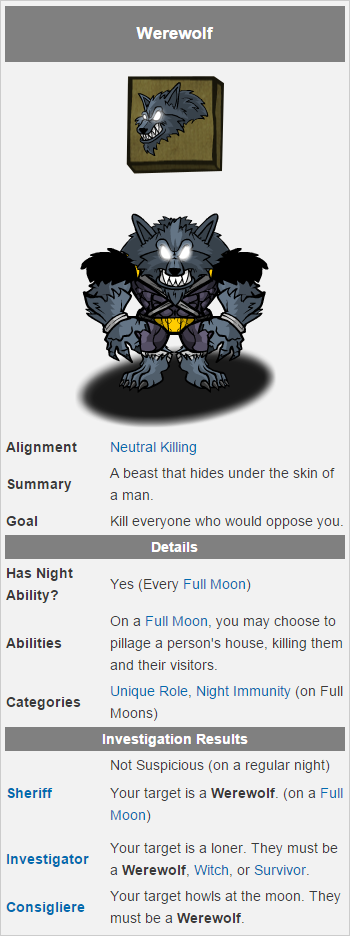 Werewolf
Alignment Neutral Killing
Summary A beast that hides under the skin of
a man.
Goal Kill everyone who would oppose you.
Details
Has Night
Ability? Yes (Every Full Moon)
Abilities On a Full Moon, you may choose to
pillage a person's house, killing them
and their visitors.
Categories Unique Role, Night Immunity (on Full
Moons)
Investigation Results
Sheriff Not Suspicious (on a regular night)
Your target is a Werewolf. (on a Full
Moon)
Investigator Your target is a loner. They must be
a Werewolf, Witch, or Survivor.
Consigliere Your target howls at the moon. They
must be a Werewolf.